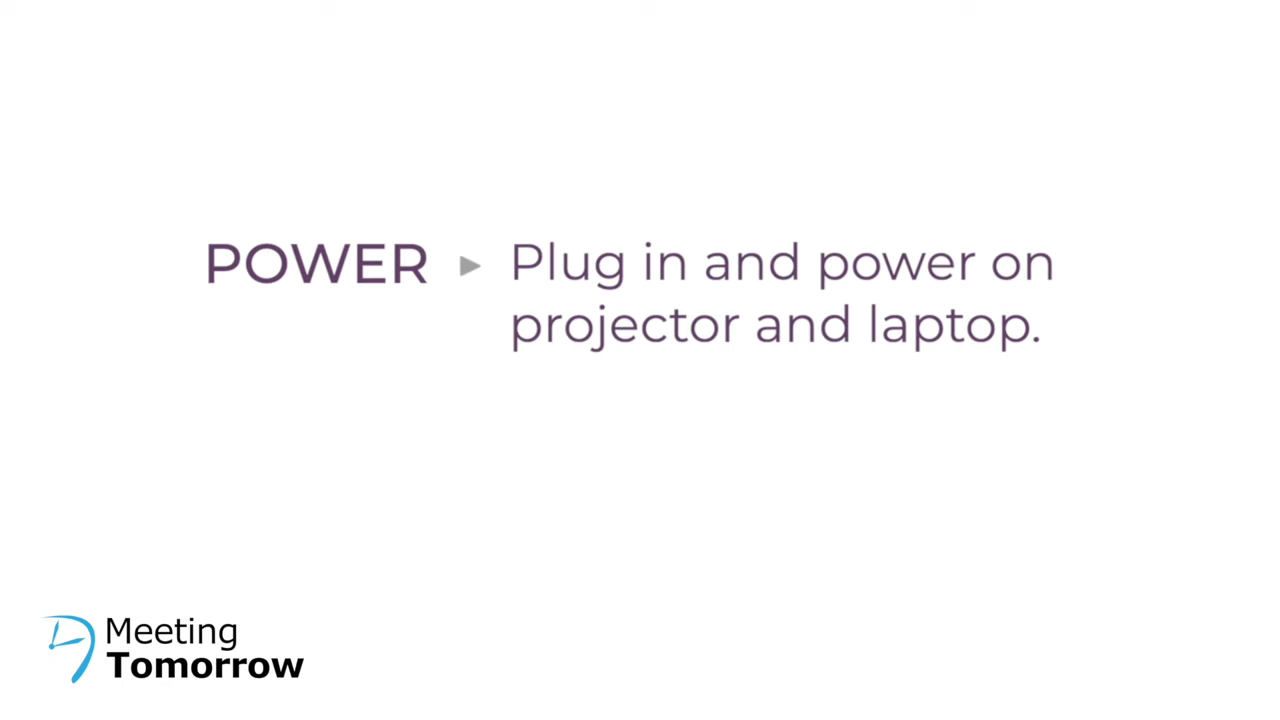 POWER ▸ Plug in and power on
projector and laptop.
Meeting
Tomorrow